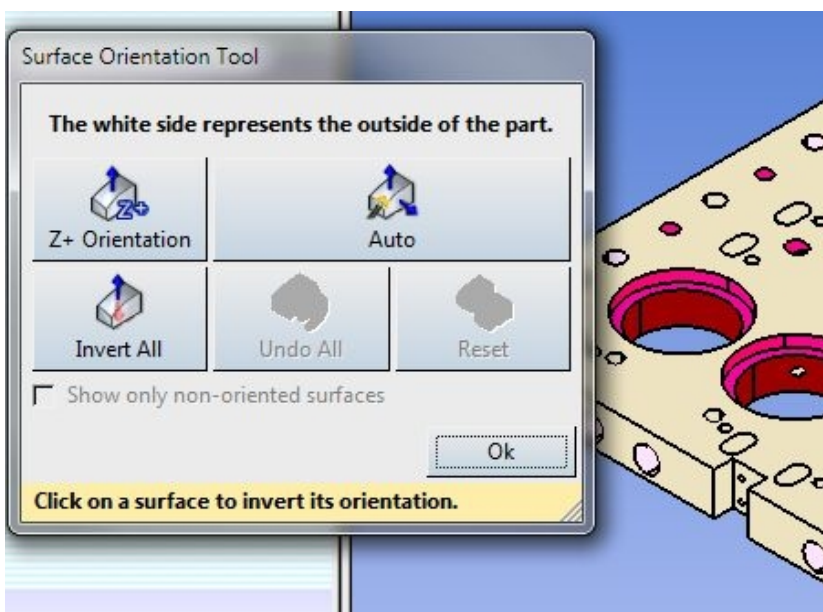 Surface Orientation Tool
The white side represents the outside of the part.
Z+
Z+ Orientation
Auto
Invert All
Undo All
Reset
Show only non-oriented surfaces
Ok
Click on a surface to invert its orientation.